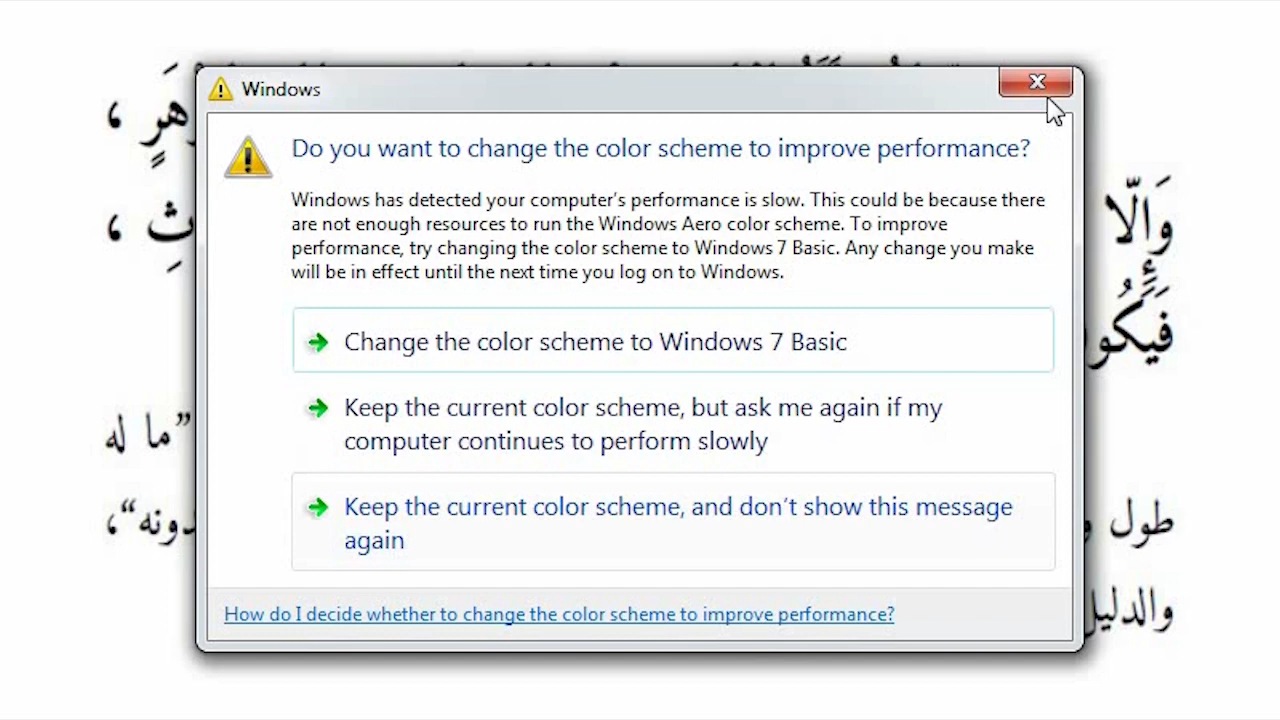 Windows
Do you want to change the color scheme to improve performance?
Windows has detected your computer's performance is slow. This could be because there
are not enough resources to run the Windows Aero color scheme. To improve
performance, try changing the color scheme to Windows 7 Basic. Any change you make
will be in effect until the next time you log on to Windows.
Change the color scheme to Windows 7 Basic
Keep the current color scheme, but ask me again if my
computer continues to perform slowly
Keep the current color scheme, and don't show this message
again
How do I decide whether to change the color scheme to improve performance?
وَإِلَّا
”ما له
طول
والدليل